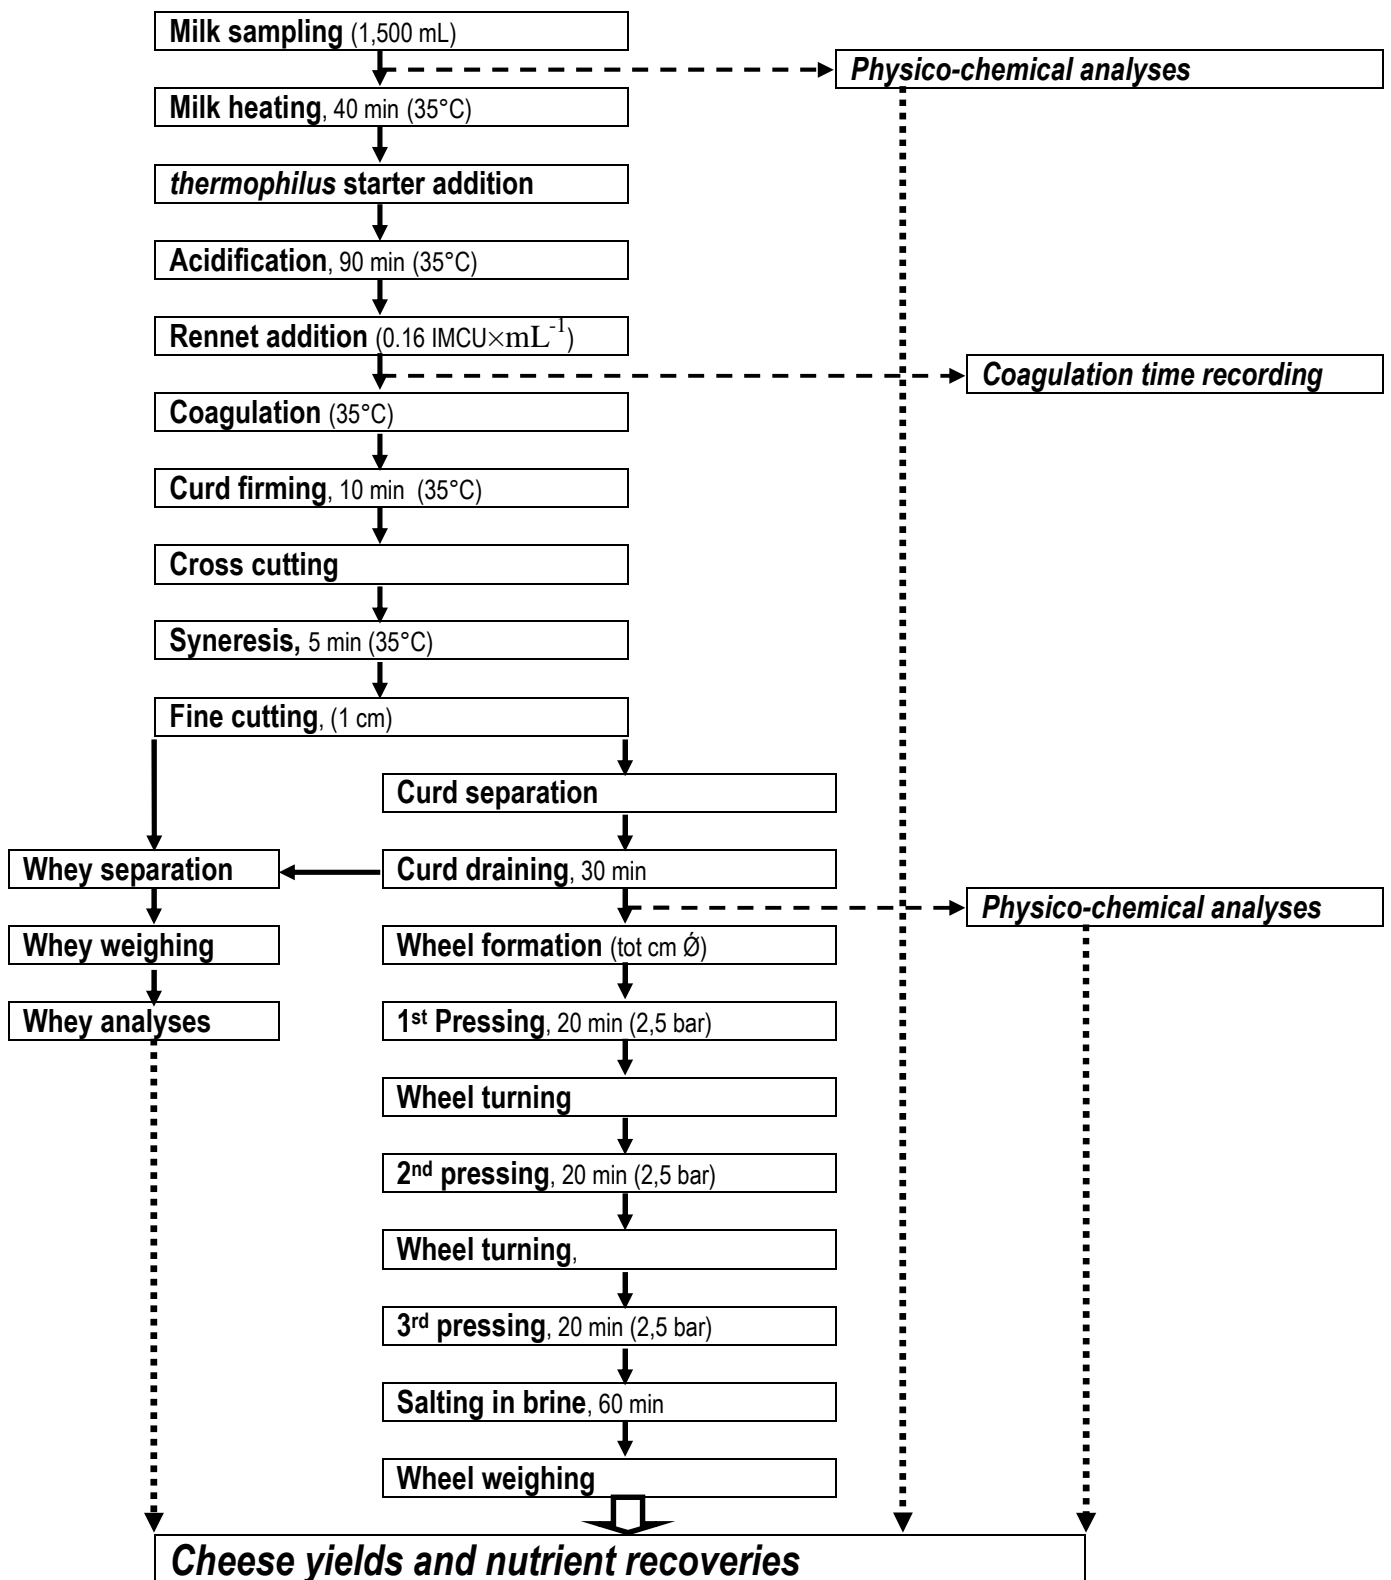 Milk sampling (1,500 mL)
Physico-chemical analyses
Milk heating, 40 min (35°C)
thermophilus starter addition
Acidification, 90 min (35°C)
Rennet addition (0.16 IMCU×mL⁻¹)
Coagulation time recording
Coagulation (35°C)
Curd firming, 10 min (35°C)
Cross cutting
Syneresis, 5 min (35°C)
Fine cutting, (1 cm)
Curd separation
Whey separation
Curd draining, 30 min
Physico-chemical analyses
Whey weighing
Wheel formation (tot cm Ǿ)
Whey analyses
1st Pressing, 20 min (2,5 bar)
Wheel turning
2nd pressing, 20 min (2,5 bar)
Wheel turning,
3rd pressing, 20 min (2,5 bar)
Salting in brine, 60 min
Wheel weighing
Cheese yields and nutrient recoveries